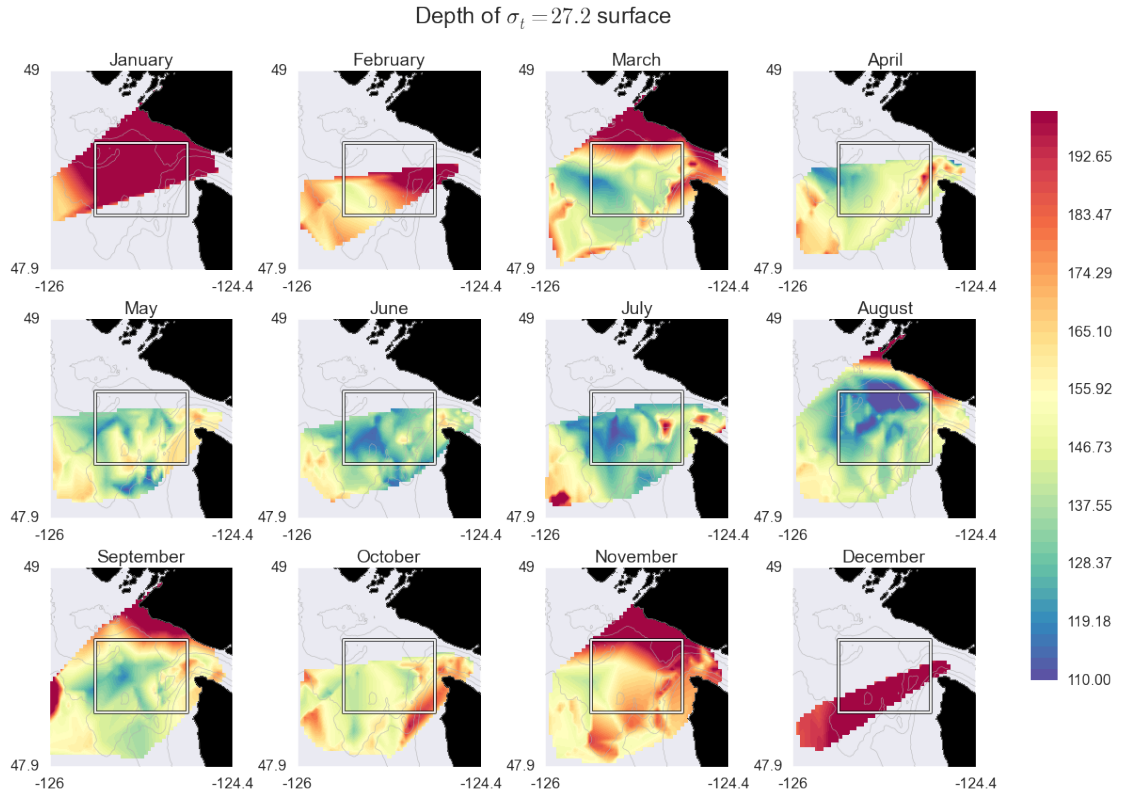 Depth of σt = 27.2 surface
January February March April
49 49 49 49
47.9 47.9 47.9 47.9
-126 -124.4 -126 -124.4 -126 -124.4 -126 -124.4
May June July August
49 49 49 49
47.9 47.9 47.9 47.9
-126 -124.4 -126 -124.4 -126 -124.4 -126 -124.4
September October November December
49 49 49 49
47.9 47.9 47.9 47.9
-126 -124.4 -126 -124.4 -126 -124.4 -126 -124.4
192.65
183.47
174.29
165.10
155.92
146.73
137.55
128.37
119.18
110.00